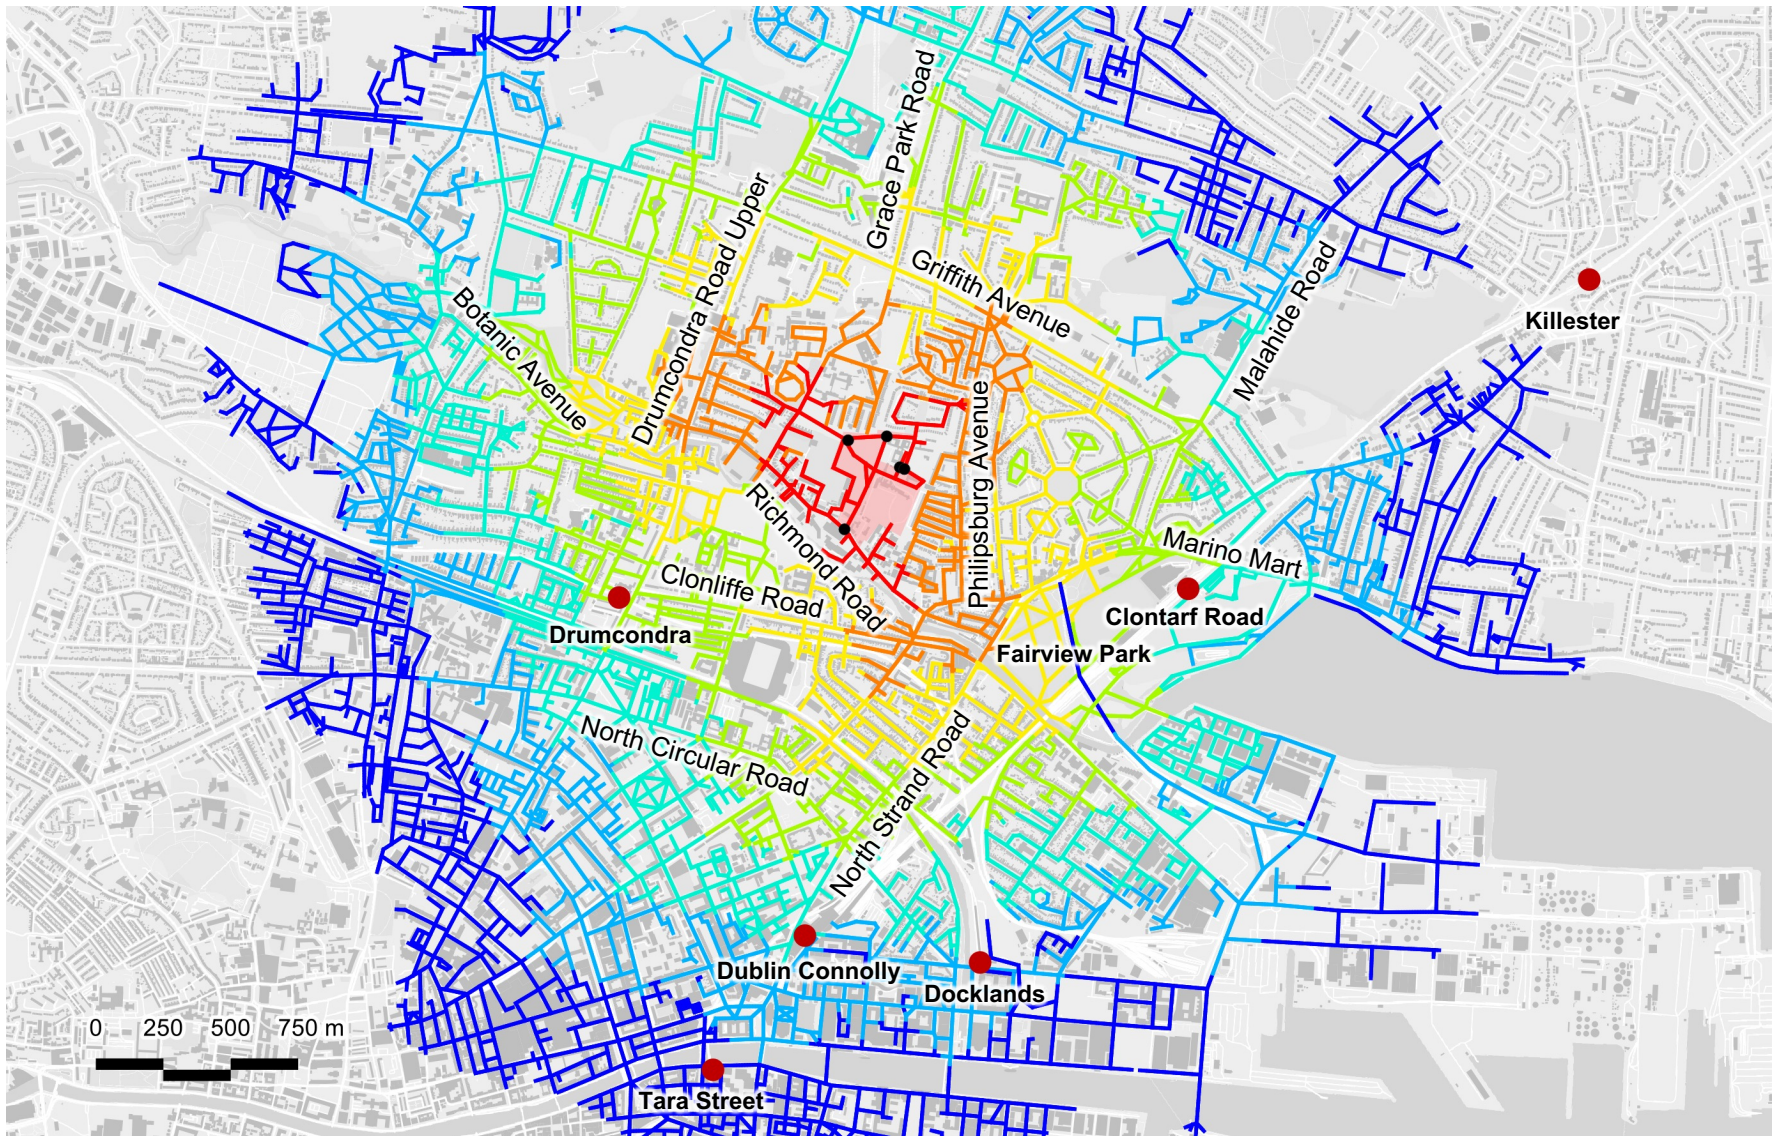 Grace Park Road
Drumcondra Road Upper
Griffith Avenue
Malahide Road
Killester
Botanic Avenue
Philipsburg Avenue
Richmond Road
Marino Mart
Clonliffe Road
Clontarf Road
Drumcondra
Fairview Park
North Circular Road
North Strand Road
Dublin Connolly
Docklands
0 250 500 750 m
Tara Street